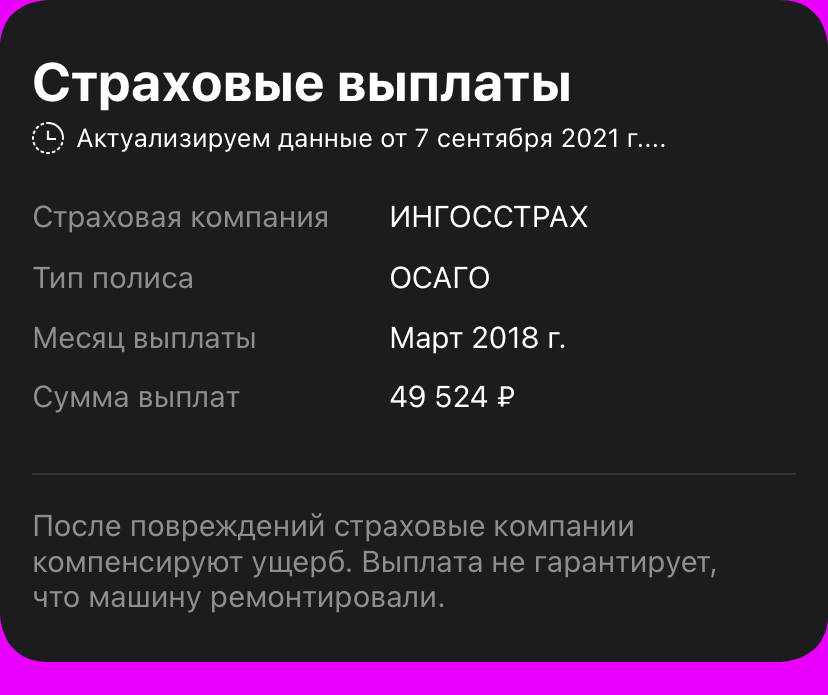 Страховые выплаты
Актуализируем данные от 7 сентября 2021 г....
Страховая компания ИНГОССТРАХ
Тип полиса ОСАГО
Месяц выплаты Март 2018 г.
Сумма выплат 49 524 ₽
После повреждений страховые компании
компенсируют ущерб. Выплата не гарантирует,
что машину ремонтировали.